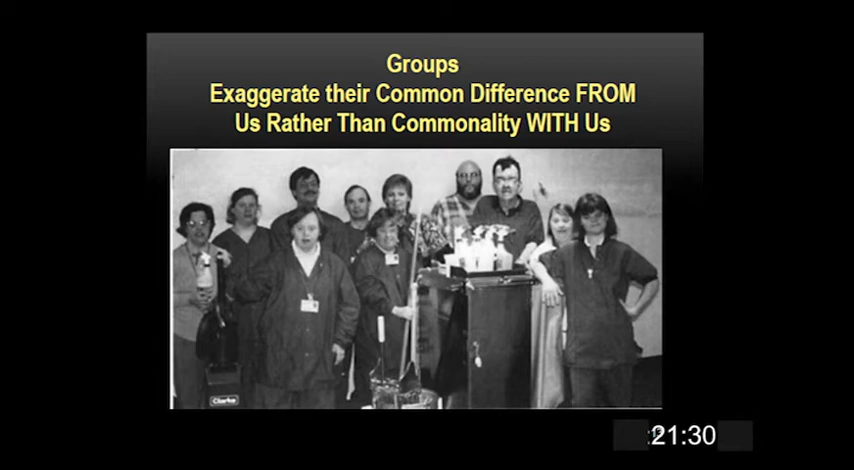 Groups
Exaggerate their Common Difference FROM
Us Rather Than Commonality WITH Us
Clarke
21:30